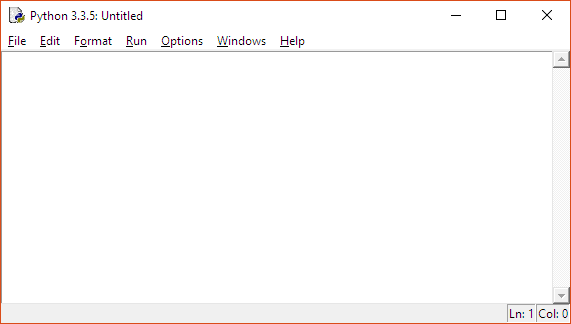 Python 3.3.5: Untitled
File Edit Format Run Options Windows Help
Ln: 1 Col: 0